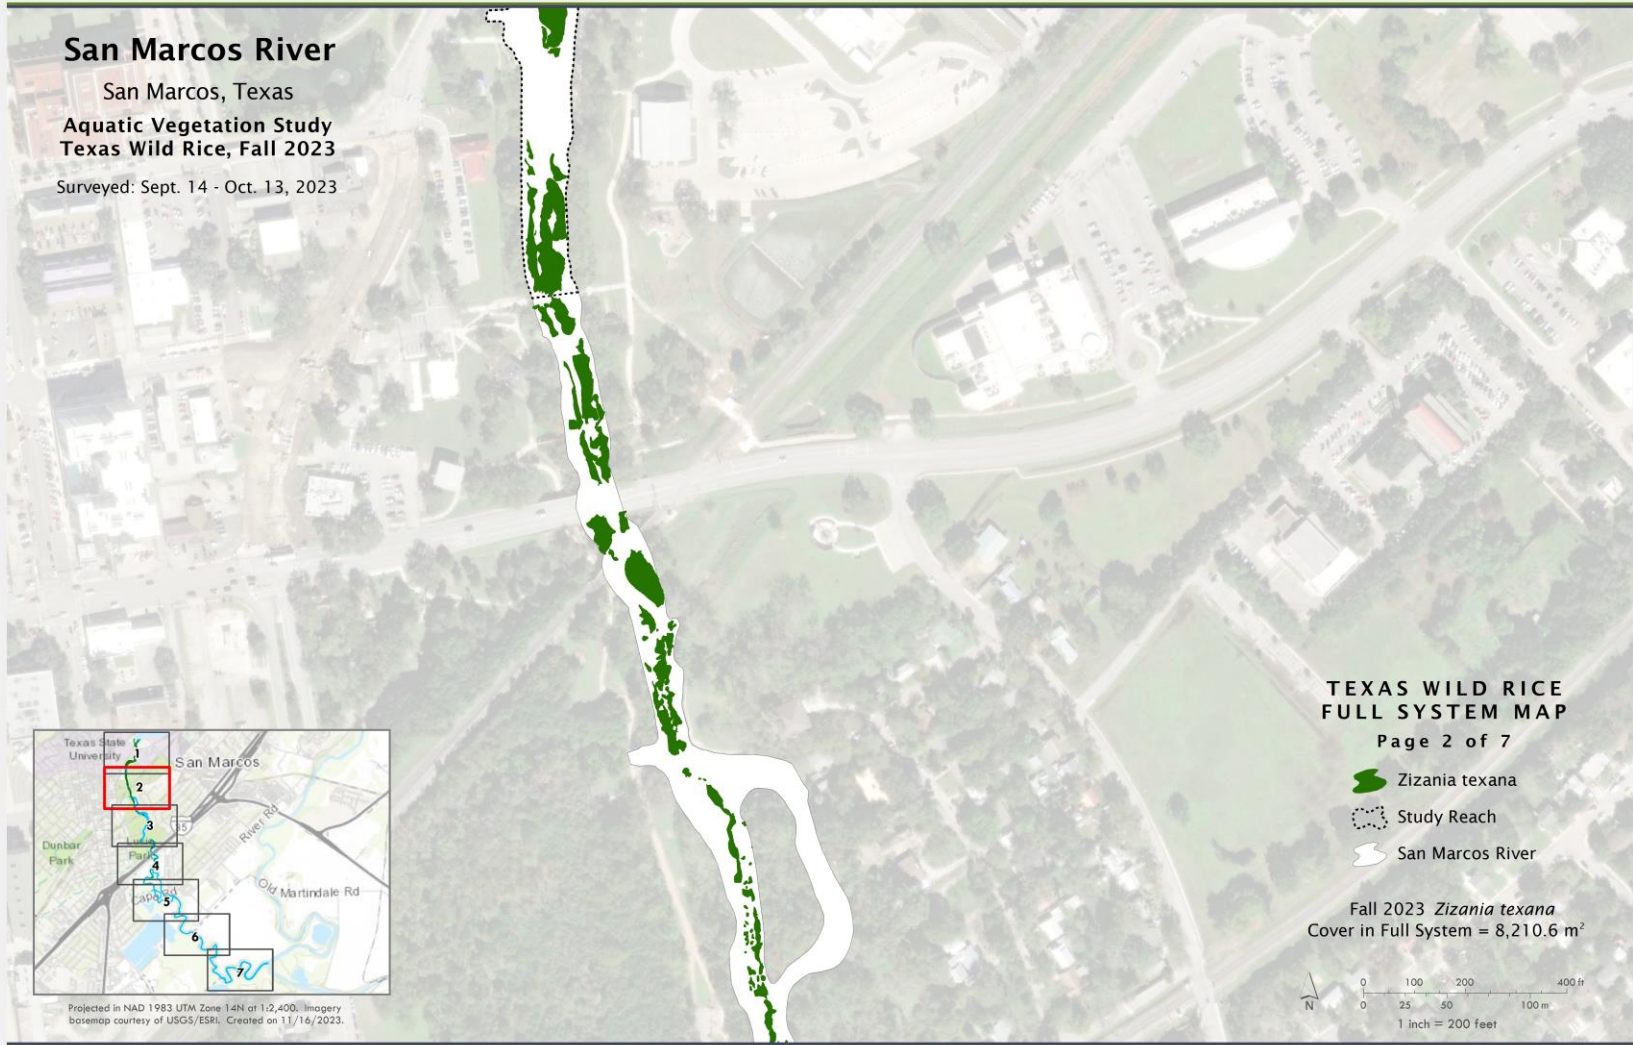 San Marcos River
San Marcos, Texas
Aquatic Vegetation Study
Texas Wild Rice, Fall 2023
Surveyed: Sept. 14 - Oct. 13, 2023
Texas State
University
San Marcos
1
2
3
35
River Rd
Dunbar
Park
Park
4
Old Martindale Rd
5
6
7
Projected in NAD 1983 UTM Zone 14N at 1:2,400. Imagery
basemap courtesy of USGS/ESRI. Created on 11/16/2023.
TEXAS WILD RICE
FULL SYSTEM MAP
Page 2 of 7
Zizania texana
Study Reach
San Marcos River
Fall 2023 Zizania texana
Cover in Full System = 8,210.6 m²
N
0 100 200 400 ft
0 25 50 100 m
1 inch = 200 feet